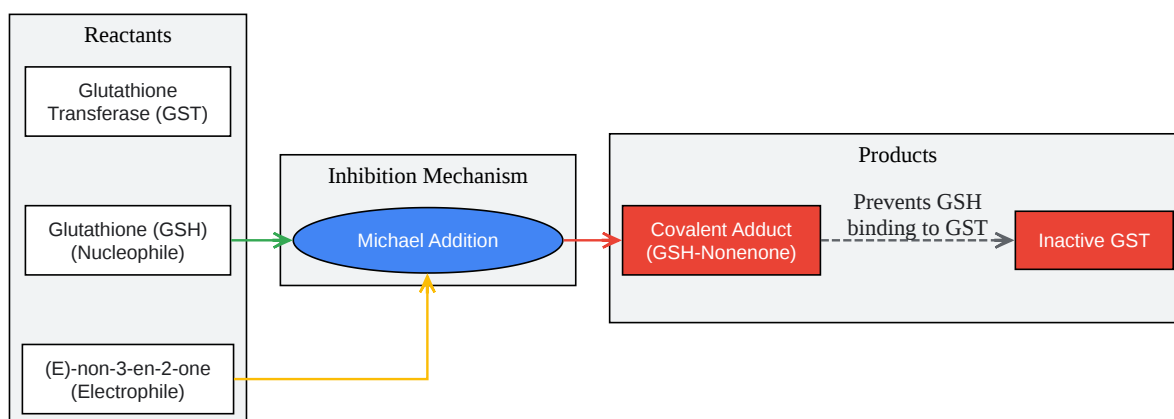 Reactants
Glutathione
Transferase (GST)
Glutathione (GSH)
(Nucleophile)
(E)-non-3-en-2-one
(Electrophile)
Inhibition Mechanism
Michael Addition
Products
Covalent Adduct
(GSH-Nonenone)
Prevents GSH
binding to GST
Inactive GST